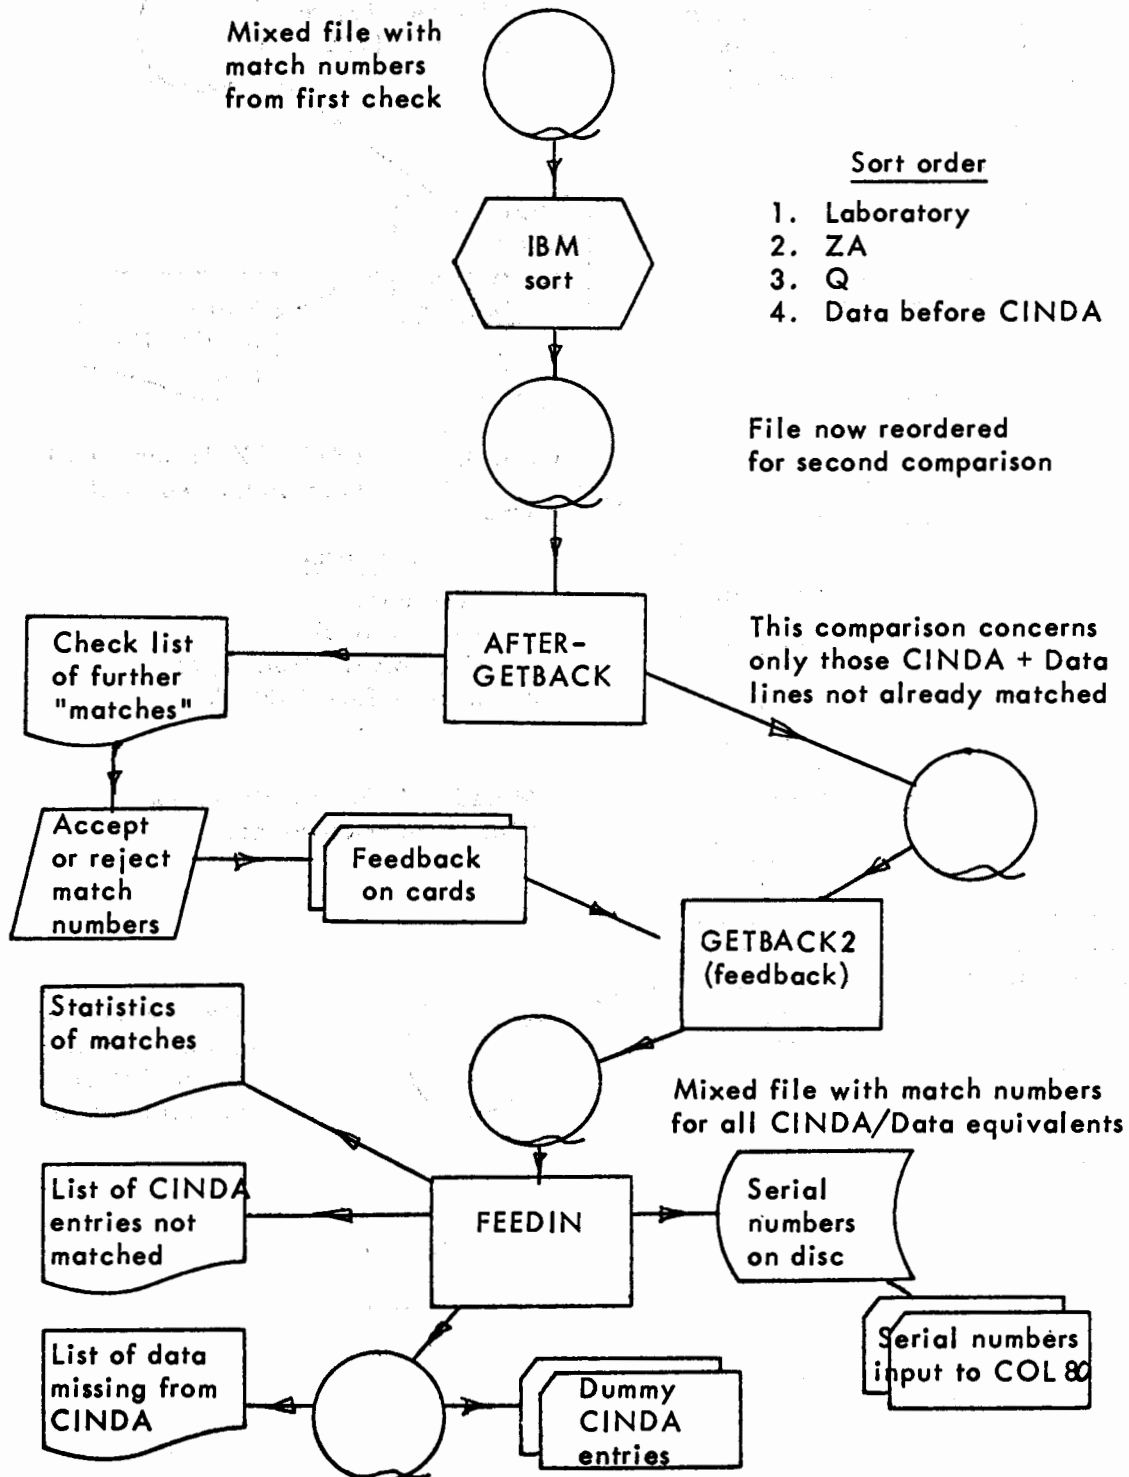 Mixed file with
match numbers
from first check
Sort order
1. Laboratory
2. ZA
3. Q
4. Data before CINDA
IBM
sort
File now reordered
for second comparison
AFTER-
GETBACK
This comparison concerns
only those CINDA + Data
lines not already matched
Check list
of further
"matches"
Accept
or reject
match
numbers
Feedback
on cards
GETBACK2
(feedback)
Statistics
of matches
Mixed file with match numbers
for all CINDA/Data equivalents
List of CINDA
entries not
matched
FEEDIN
Serial
numbers
on disc
Serial numbers
input to COL 80
List of data
missing from
CINDA
Dummy
CINDA
entries